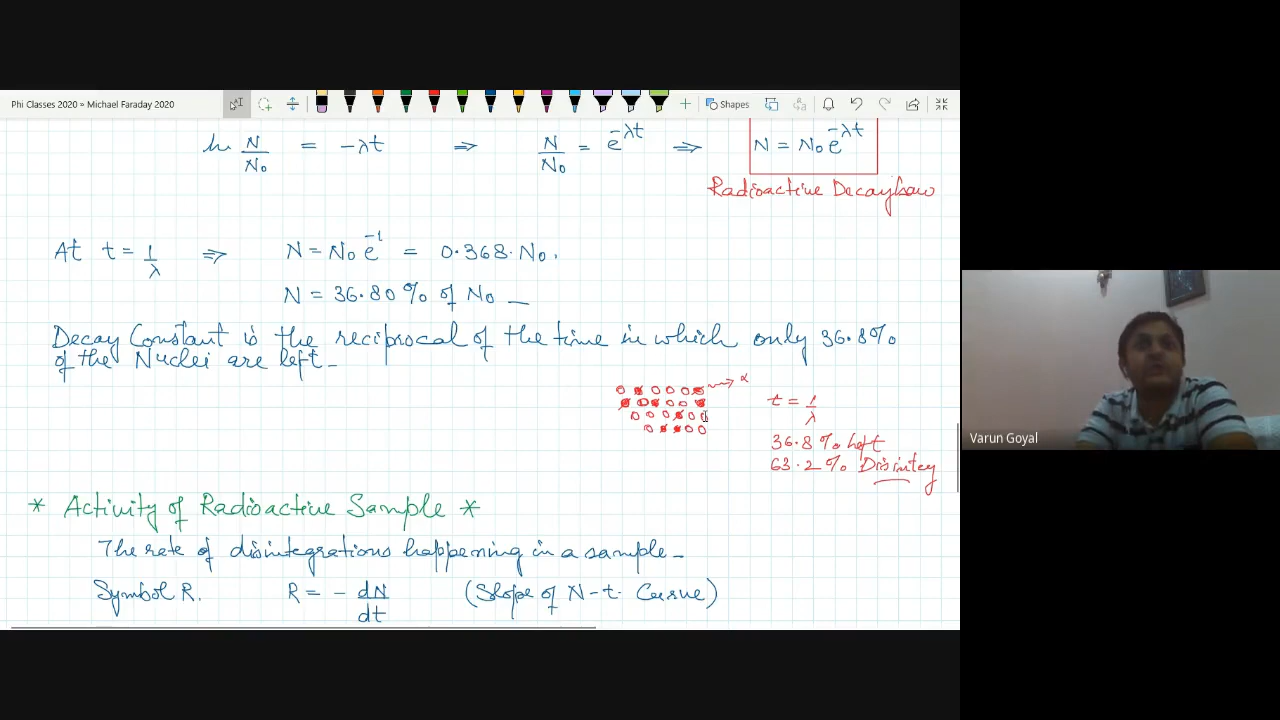 Phi Classes 2020 » Michael Faraday 2020
Shapes
ln N/N₀ = -λt ⇒ N/N₀ = e^-λt ⇒ N = N₀e^-λt
Radioactive Decay Law
At t = 1/λ ⇒ N = N₀e^-1 = 0.368 N₀.
N = 36.80% of N₀
Decay Constant is the reciprocal of the time in which only 36.8%
of the Nuclei are left.
α
t = 1/λ
36.8% left
63.2% Disinteg
Varun Goyal
* Activity of Radioactive Sample *
The rate of disintegrations happening in a sample.
Symbol R. R = - dN/dt (Slope of N-t Curve)